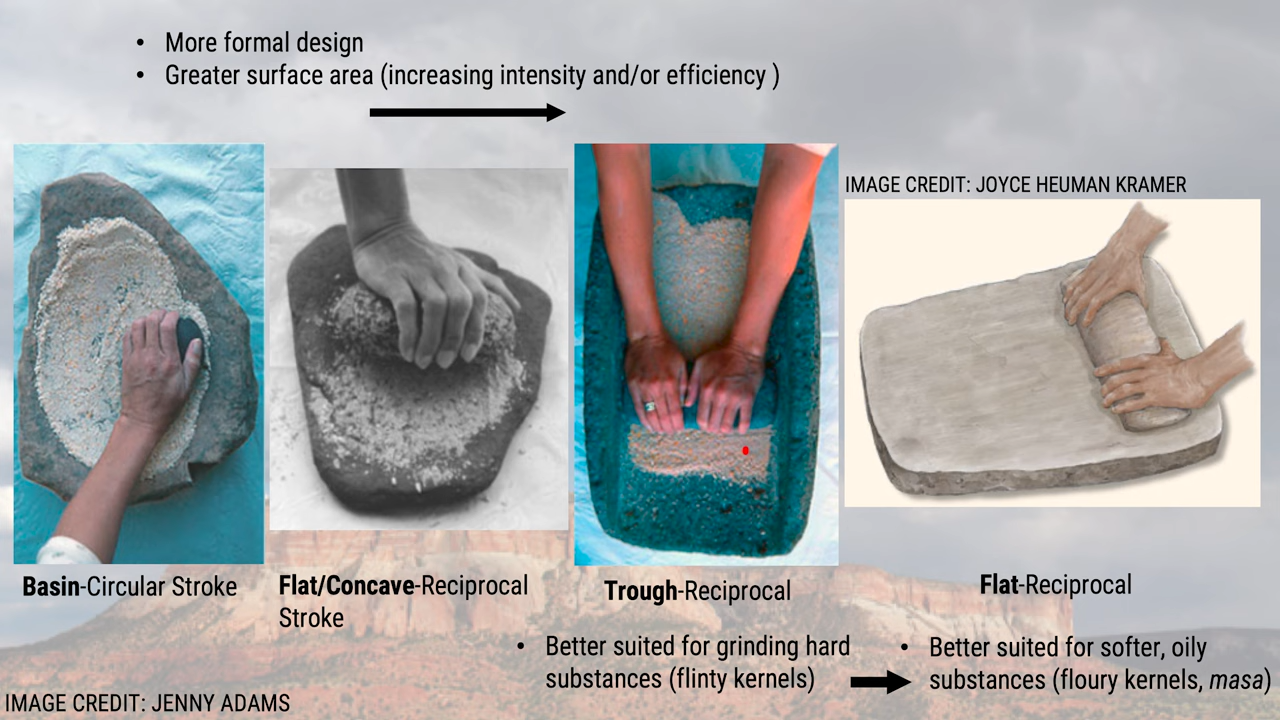 • More formal design
• Greater surface area (increasing intensity and/or efficiency )
IMAGE CREDIT: JOYCE HEUMAN KRAMER
Basin-Circular Stroke
Flat/Concave-Reciprocal
Stroke
Trough-Reciprocal
Flat-Reciprocal
• Better suited for grinding hard
substances (flinty kernels)
• Better suited for softer, oily
substances (floury kernels, masa)
IMAGE CREDIT: JENNY ADAMS